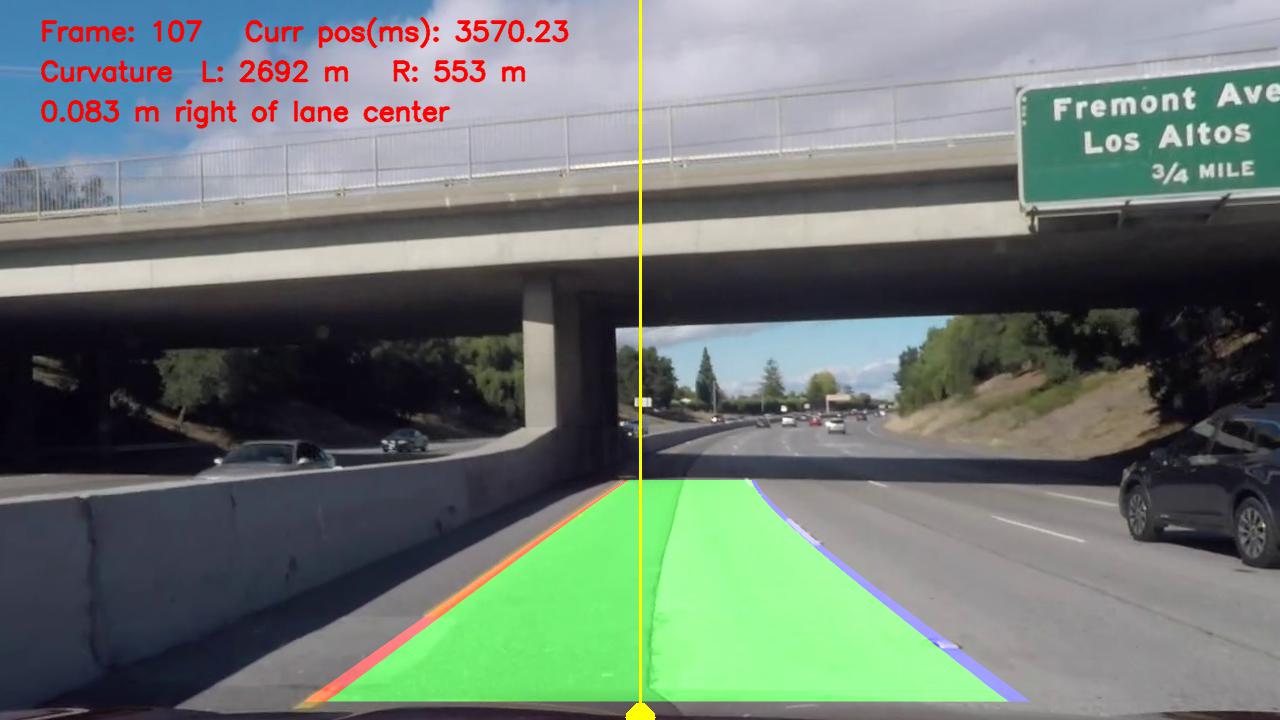 Frame: 107 Curr pos(ms): 3570.23
Curvature L: 2692 m R: 553 m
0.083 m right of lane center
Fremont Ave
Los Altos
3/4 MILE